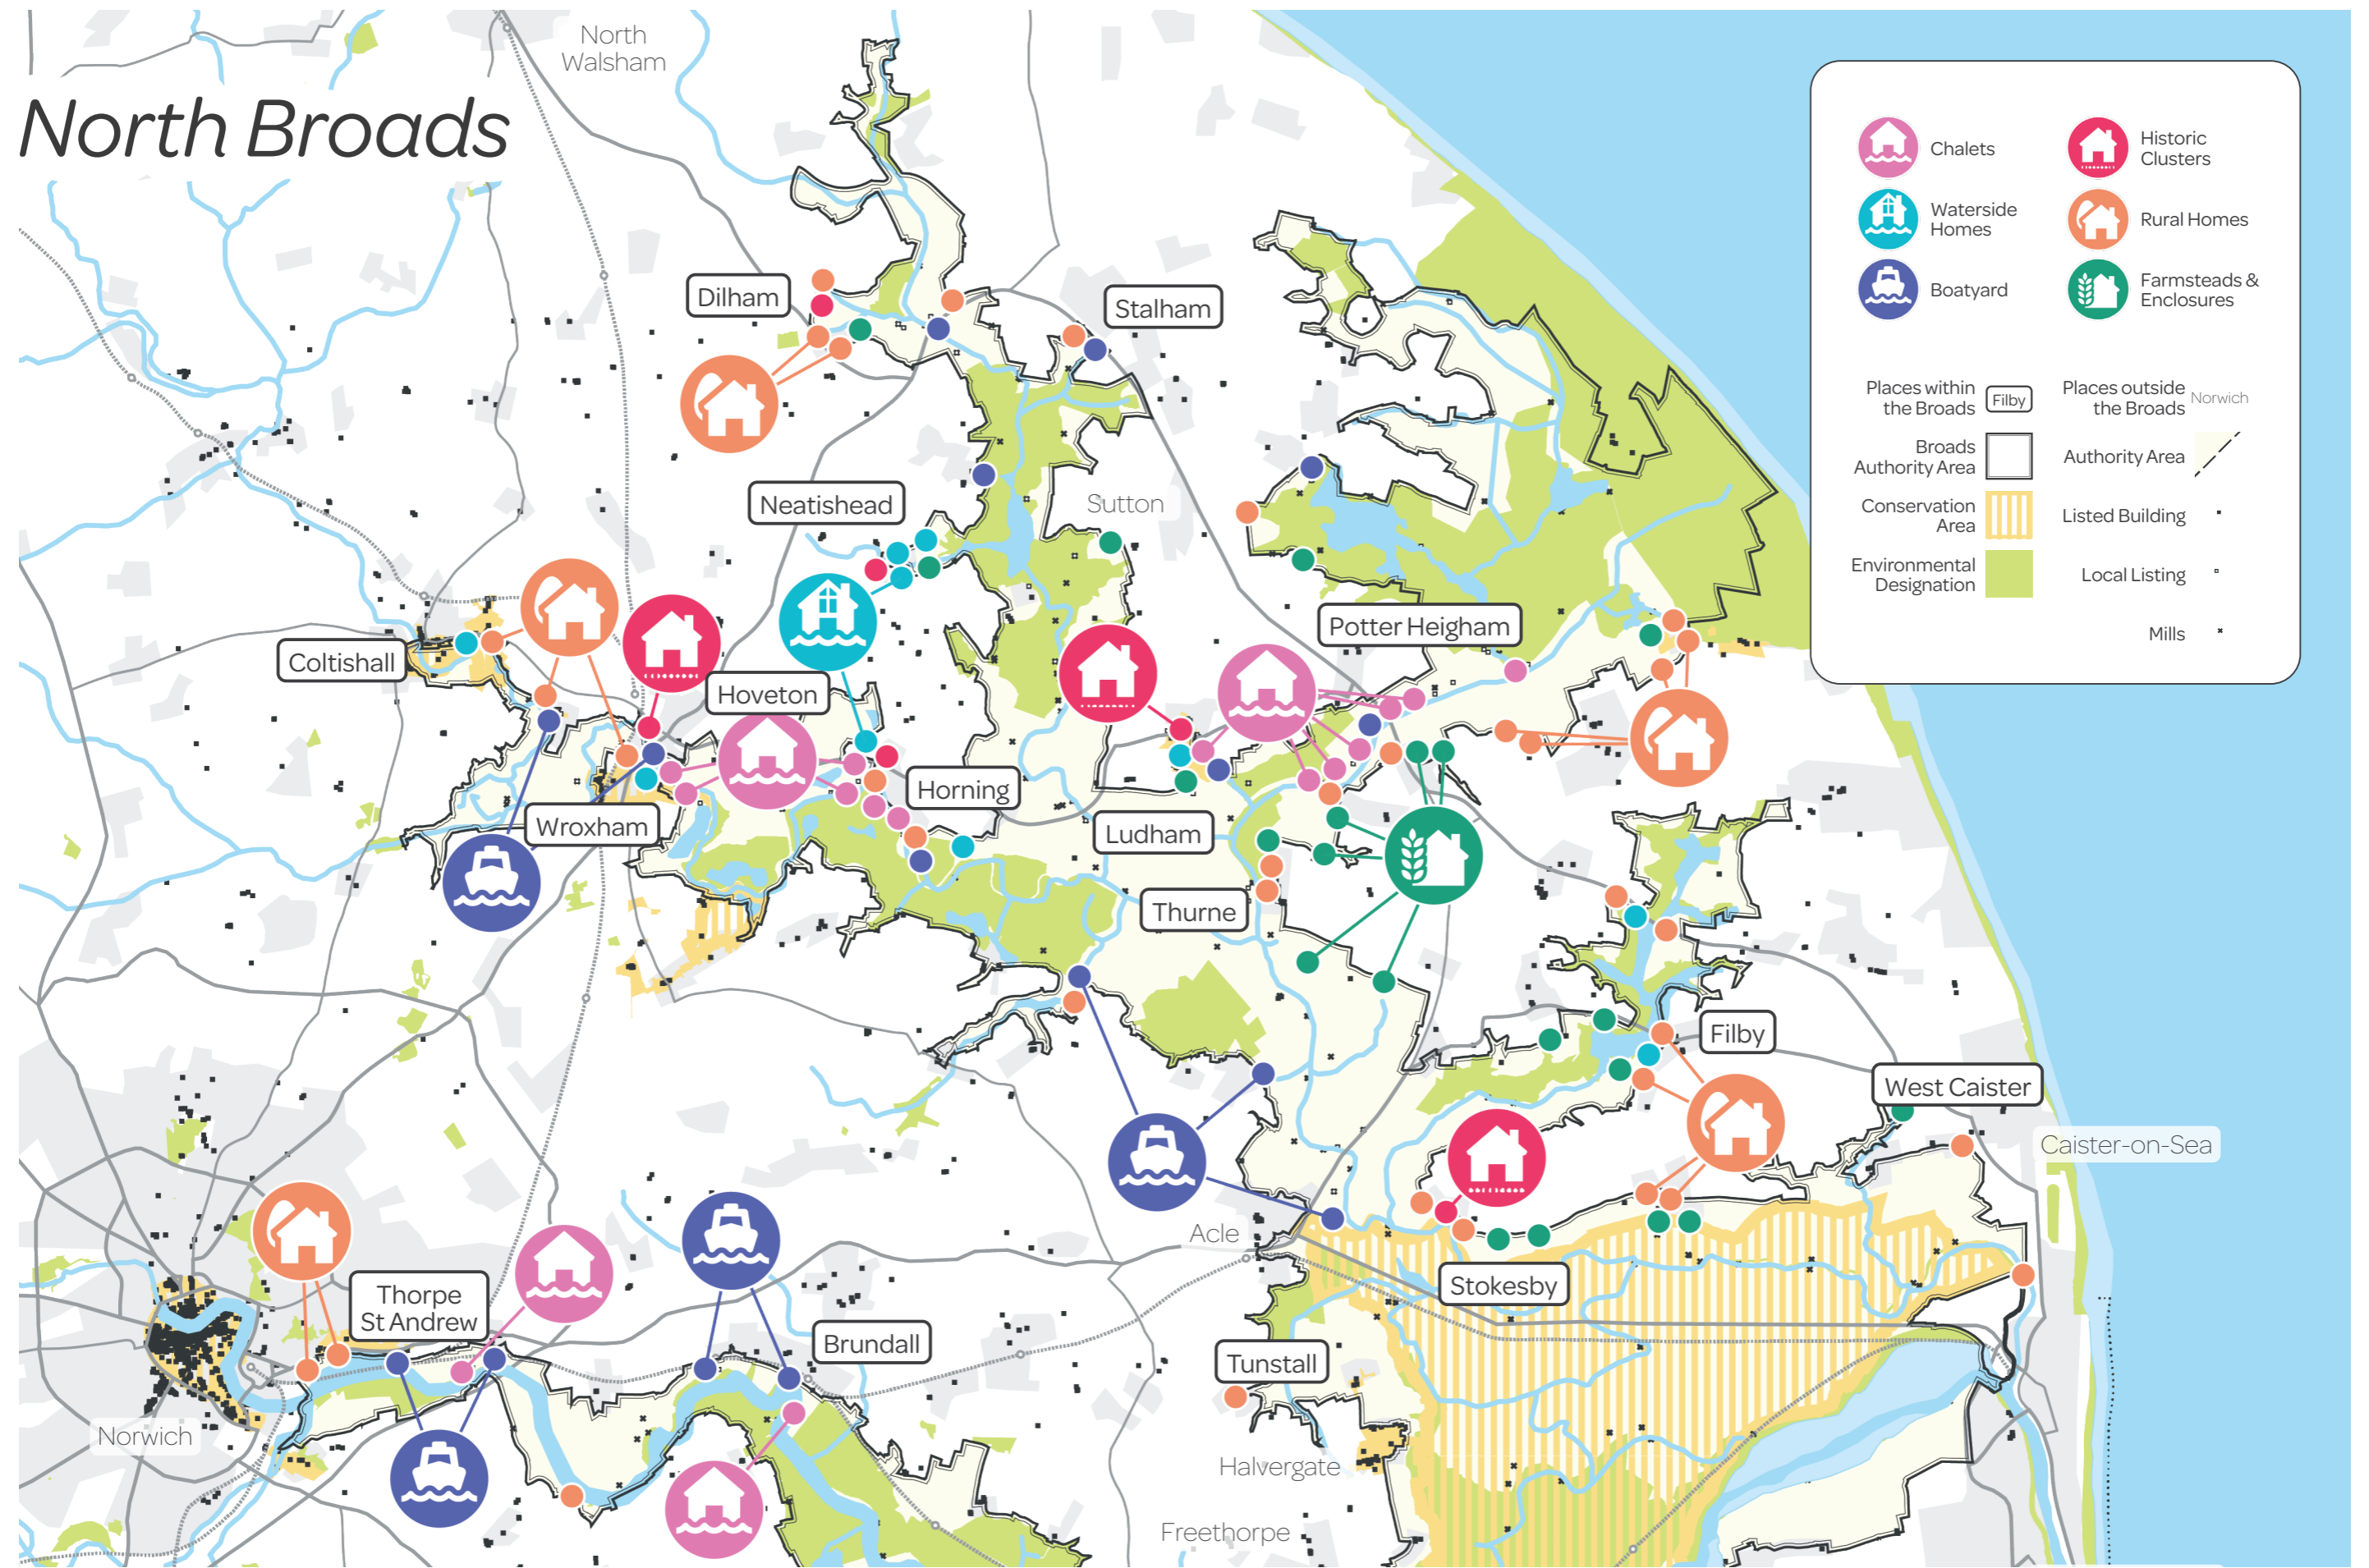 North Broads
North
Walsham
Dilham
Stalham
Neatishead
Sutton
Coltishall
Hoveton
Potter Heigham
Horning
Wroxham
Ludham
Thurne
Filby
West Caister
Caister-on-Sea
Acle
Stokesby
Thorpe
St Andrew
Brundall
Tunstall
Norwich
Halvergate
Freethorpe
Chalets
Historic
Clusters
Waterside
Homes
Rural Homes
Boatyard
Farmsteads &
Enclosures
Places within
the Broads
Filby
Places outside
the Broads
Norwich
Broads
Authority Area
Authority Area
Conservation
Area
Listed Building
Environmental
Designation
Local Listing
Mills